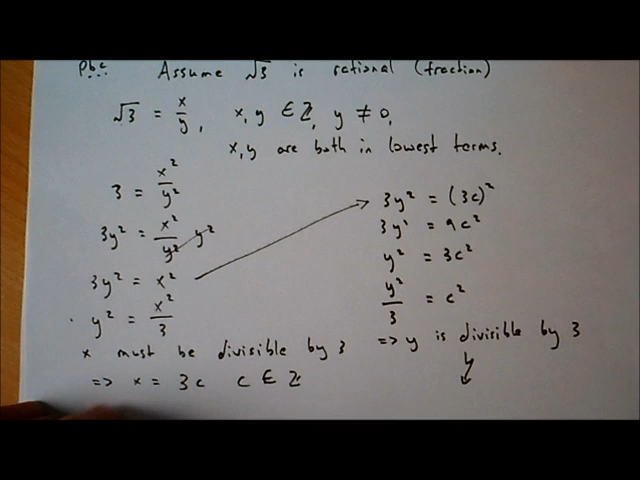 P.b.c. Assume √3 is rational (fraction)
√3 = x/y, x, y ∈ ℤ, y ≠ 0,
x, y are both in lowest terms.
3 = x²/y²
3y² = x²/y² y²
3y² = x²
y² = x²/3
x must be divisible by 3
=> x = 3c c ∈ ℤ
3y² = (3c)²
3y² = 9c²
y² = 3c²
y²/3 = c²
=> y is divisible by 3